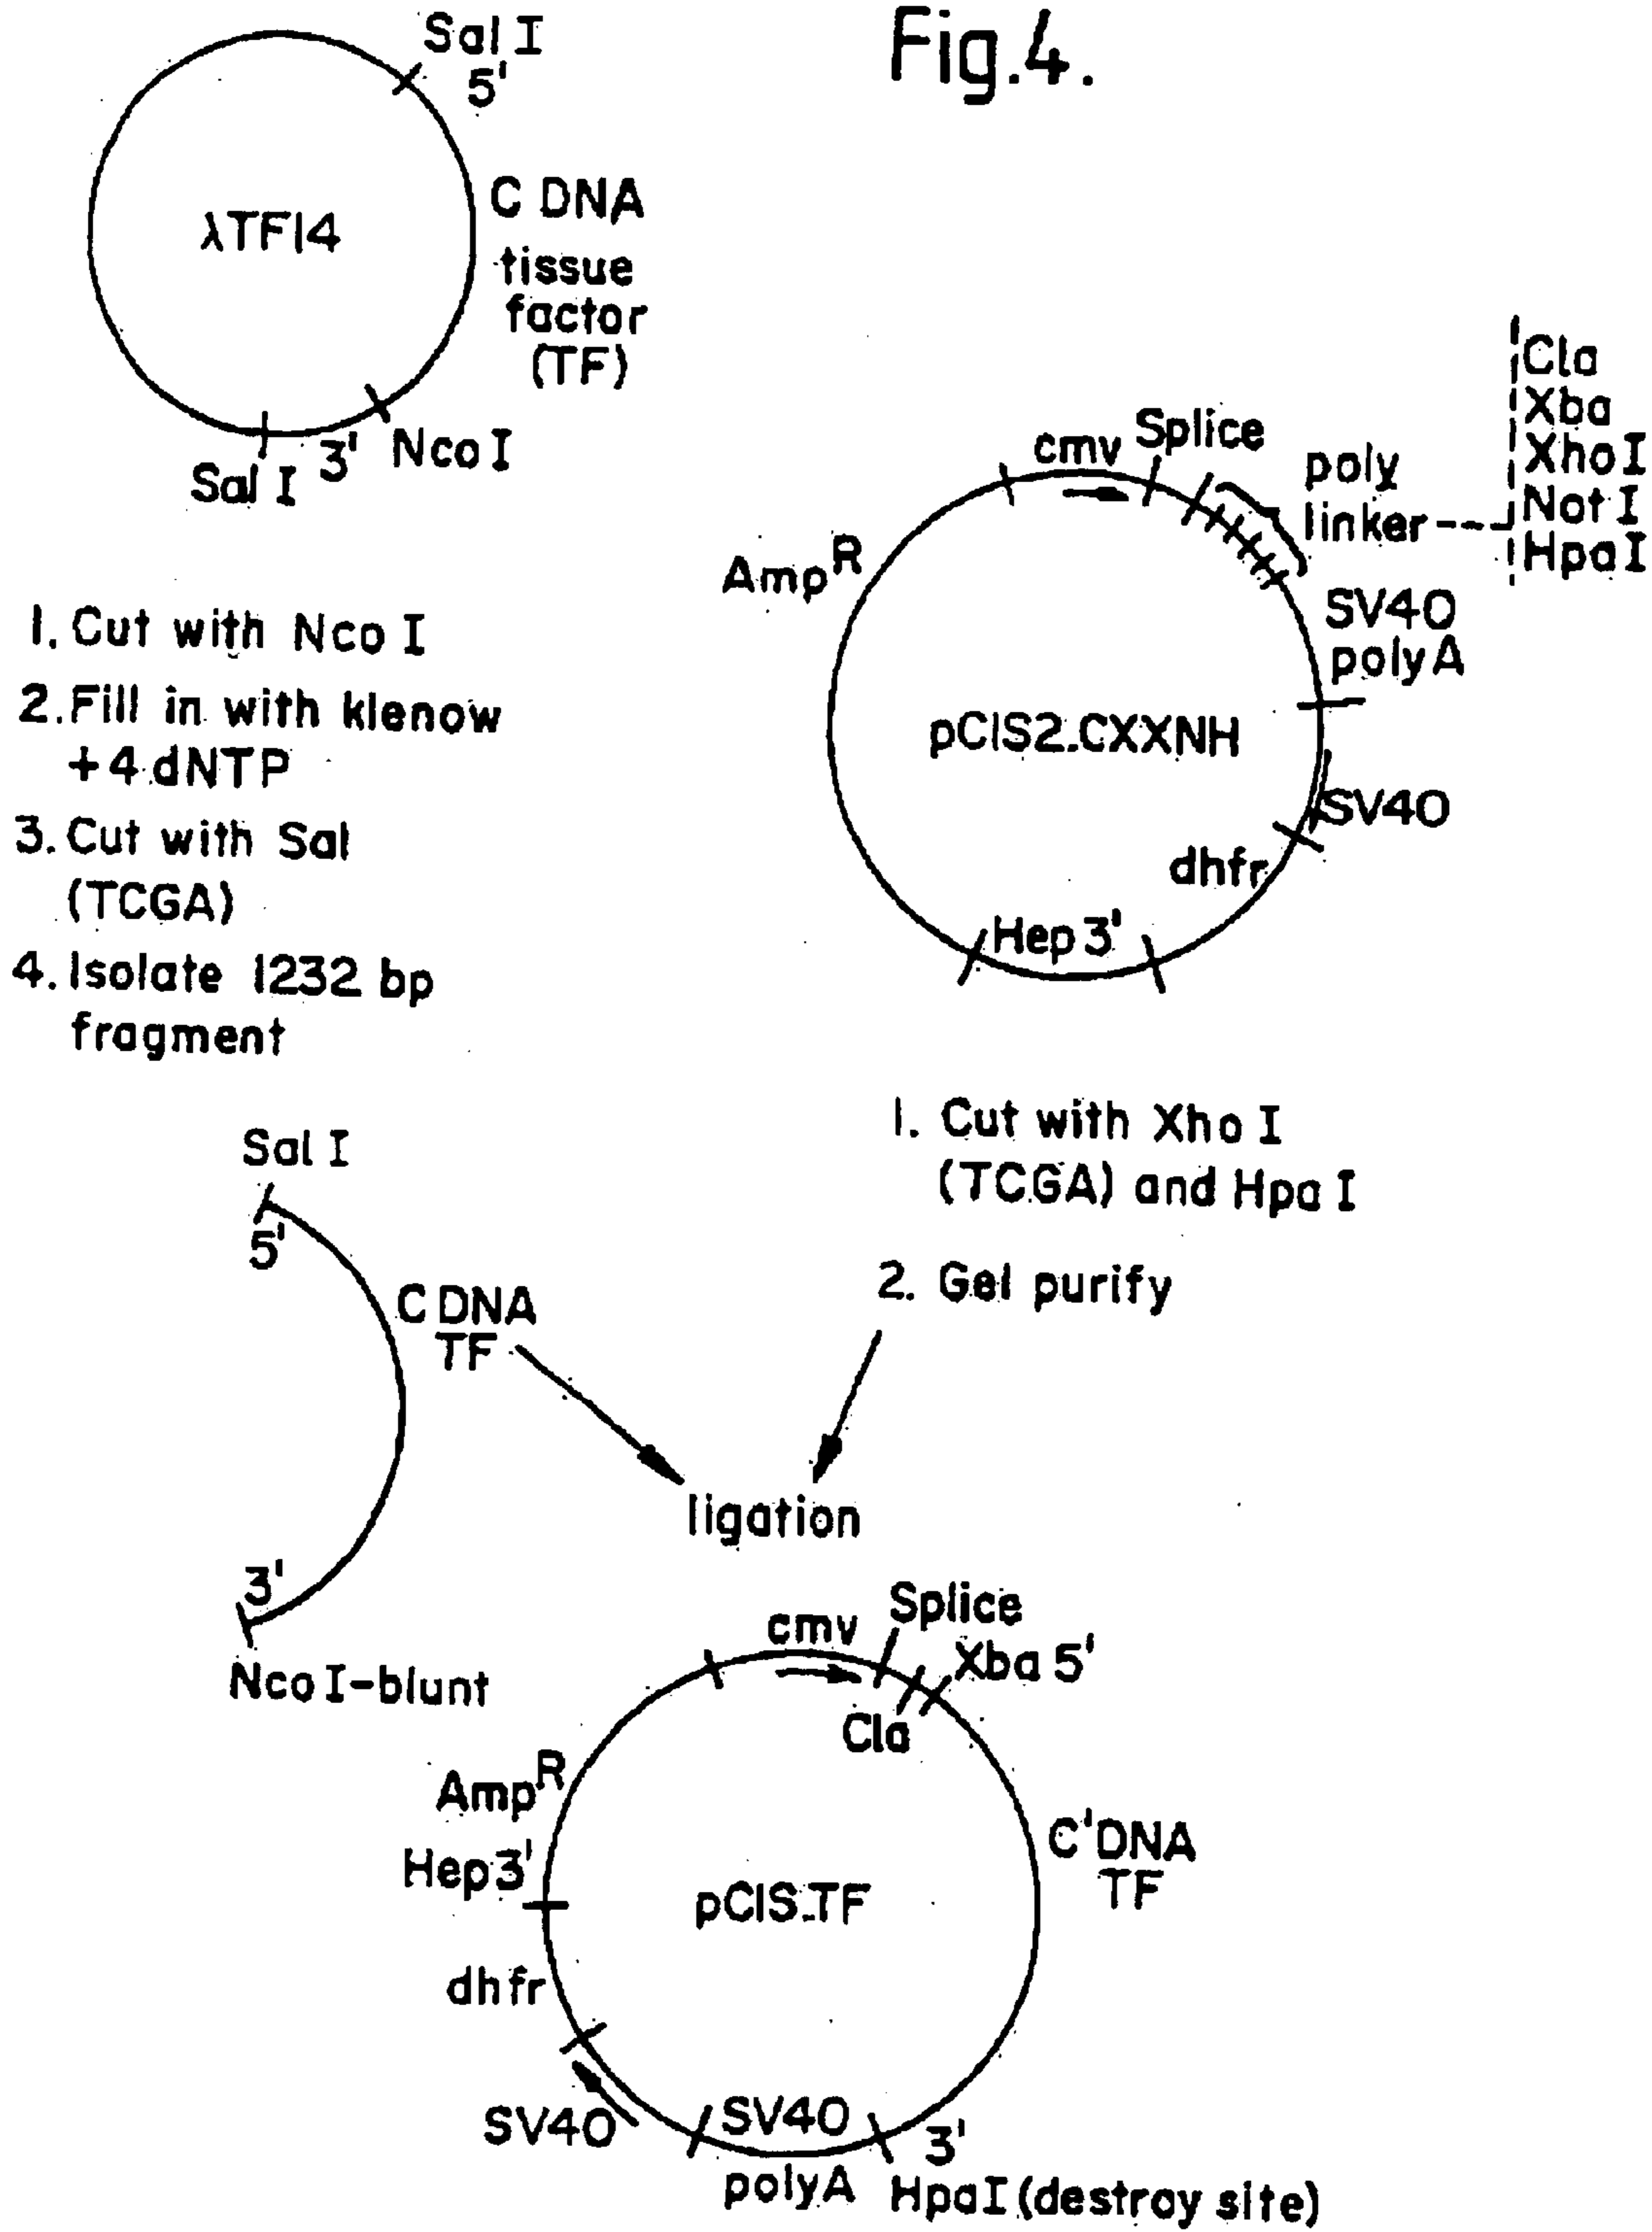 Fig.4.
Sal I
5'
λTF14
C DNA
tissue
factor
(TF)
Nco I
3'
Sal I
1. Cut with Nco I
2. Fill in with klenow
+4 dNTP
3. Cut with Sal
(TCGA)
4. Isolate 1232 bp
fragment
cmv
Splice
poly
linker
Cla
Xba
Xho I
Not I
Hpa I
Amp R
SV40
polyA
pCIS2.CXXNH
SV40
dhfr
Hep 3'
1. Cut with Xho I
(TCGA) and Hpa I
2. Gel purify
Sal I
5'
C DNA
TF
3'
Nco I-blunt
ligation
cmv
Splice
Xba 5'
Cla
Amp R
Hep 3'
pCIS.TF
C'DNA
TF
dhfr
SV40
SV40
polyA
3'
HpaI (destroy site)